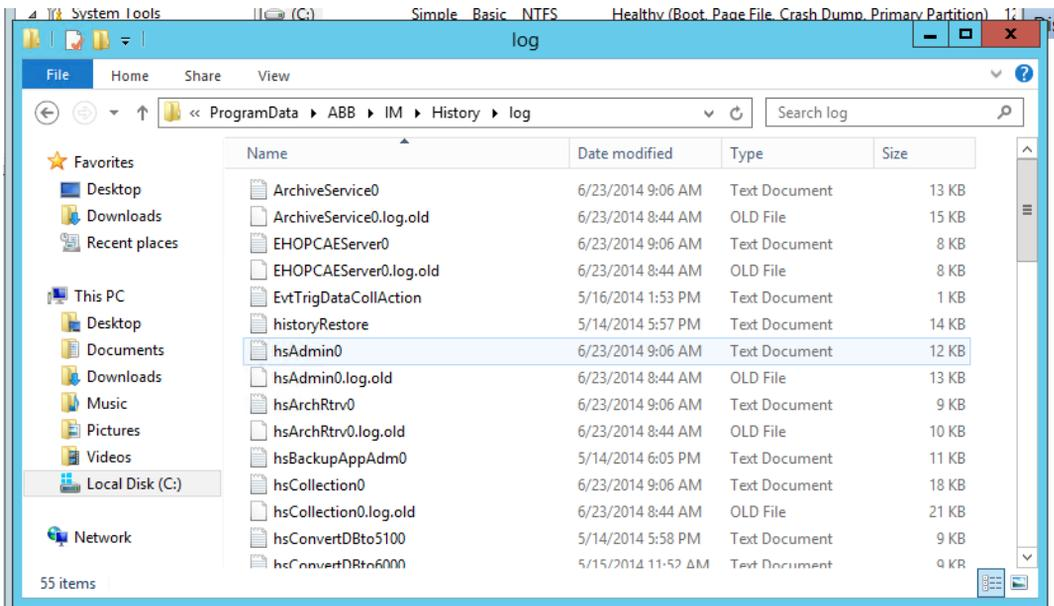 System Tools (C:) Simple Basic NTFS Healthy (Boot, Page File, Crash Dump, Primary Partition)
log
File Home Share View
« ProgramData ABB IM History log Search log
Name Date modified Type Size
Favorites
Desktop
Downloads
Recent places
This PC
Desktop
Documents
Downloads
Music
Pictures
Videos
Local Disk (C:)
Network
ArchiveService0 6/23/2014 9:06 AM Text Document 13 KB
ArchiveService0.log.old 6/23/2014 8:44 AM OLD File 15 KB
EHOPCAEServer0 6/23/2014 9:06 AM Text Document 8 KB
EHOPCAEServer0.log.old 6/23/2014 8:44 AM OLD File 8 KB
EvtTrigDataCollAction 5/16/2014 1:53 PM Text Document 1 KB
historyRestore 5/14/2014 5:57 PM Text Document 14 KB
hsAdmin0 6/23/2014 9:06 AM Text Document 12 KB
hsAdmin0.log.old 6/23/2014 8:44 AM OLD File 13 KB
hsArchRtrv0 6/23/2014 9:06 AM Text Document 9 KB
hsArchRtrv0.log.old 6/23/2014 8:44 AM OLD File 10 KB
hsBackupAppAdm0 5/14/2014 6:05 PM Text Document 11 KB
hsCollection0 6/23/2014 9:06 AM Text Document 18 KB
hsCollection0.log.old 6/23/2014 8:44 AM OLD File 21 KB
hsConvertDBto5100 5/14/2014 5:58 PM Text Document 9 KB
hsConvertDBto6000 5/15/2014 11:52 AM Text Document 9 KB
55 items